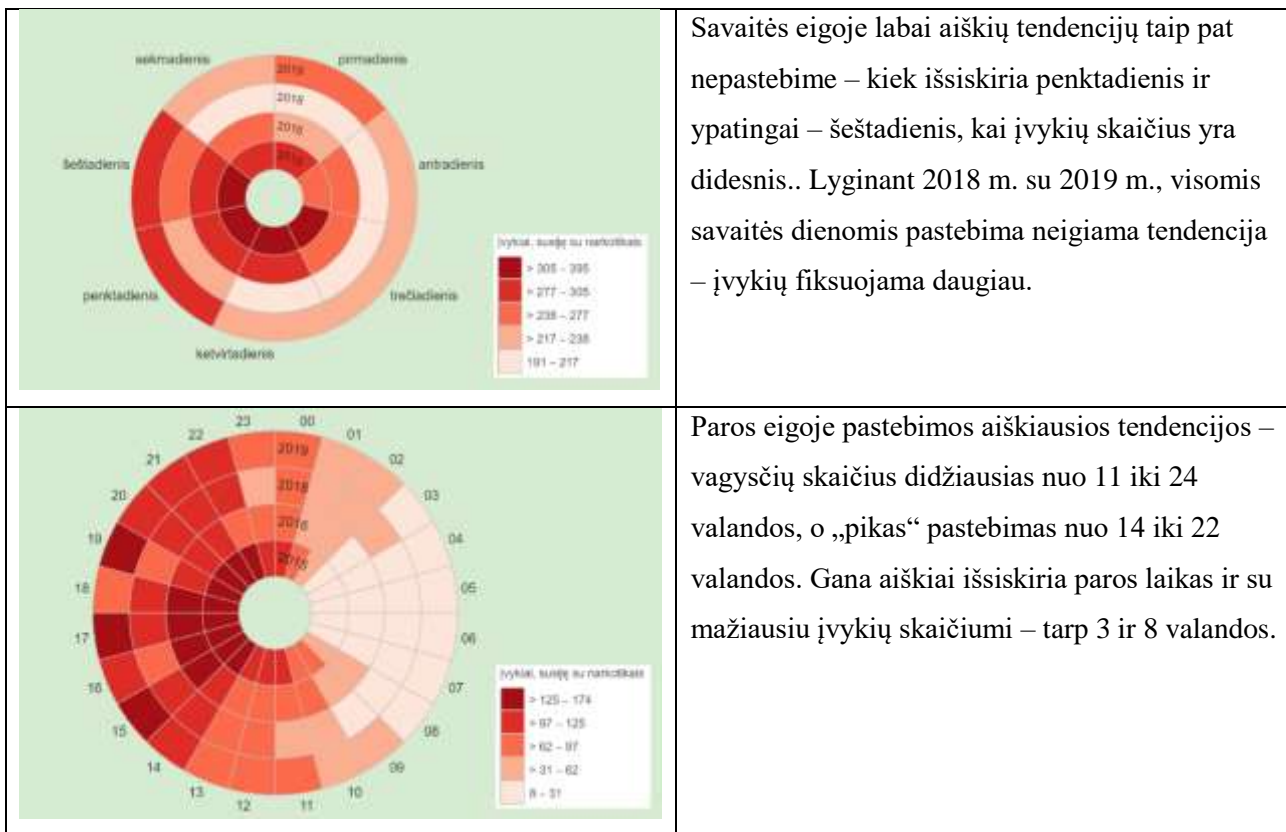 sekmadienis
pirmadienis
2019
2018
2016
2015
šeštadienis
antradienis
penktadienis
trečiadienis
ketvirtadienis
Įvykiai, susiję su narkotikais
> 305 – 395
> 277 – 305
> 238 – 277
> 217 – 238
191 – 217
Savaitės eigoje labai aiškių tendencijų taip pat
nepastebime – kiek išsiskiria penktadienis ir
ypatingai – šeštadienis, kai įvykių skaičius yra
didesnis.. Lyginant 2018 m. su 2019 m., visomis
savaitės dienomis pastebima neigiama tendencija
– įvykių fiksuojama daugiau.
23
00
22
01
21
02
20
03
19
04
18
05
17
06
16
07
15
08
14
09
13
10
12
11
2019
2018
2016
2015
Įvykiai, susiję su narkotikais
> 125 – 174
> 97 – 125
> 62 – 97
> 31 – 62
8 – 31
Paros eigoje pastebimos aiškiausios tendencijos –
vagysčių skaičius didžiausias nuo 11 iki 24
valandos, o „pikas“ pastebimas nuo 14 iki 22
valandos. Gana aiškiai išsiskiria paros laikas ir su
mažiausiu įvykių skaičiumi – tarp 3 ir 8 valandos.